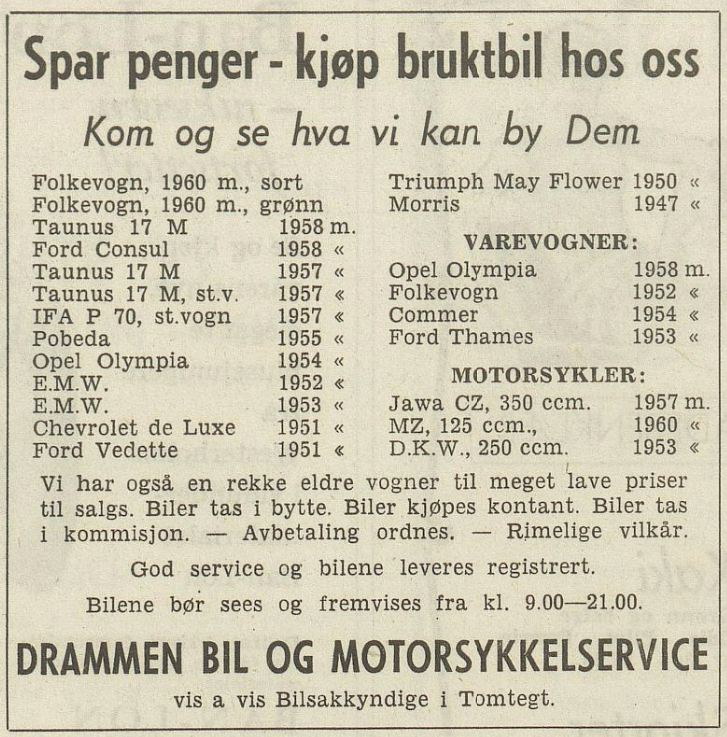 Spar penger - kjøp bruktbil hos oss
Kom og se hva vi kan by Dem
Folkevogn, 1960 m., sort
Folkevogn, 1960 m., grønn
Taunus 17 M 1958 m.
Ford Consul 1958 «
Taunus 17 M 1957 «
Taunus 17 M, st.v. 1957 «
IFA P 70, st.vogn 1957 «
Pobeda 1955 «
Opel Olympia 1954 «
E.M.W. 1952 «
E.M.W. 1953 «
Chevrolet de Luxe 1951 «
Ford Vedette 1951 «
Triumph May Flower 1950 «
Morris 1947 «
VAREVOGNER:
Opel Olympia 1958 m.
Folkevogn 1952 «
Commer 1954 «
Ford Thames 1953 «
MOTORSYKLER:
Jawa CZ, 350 ccm. 1957 m.
MZ, 125 ccm., 1960 «
D.K.W., 250 ccm. 1953 «
Vi har også en rekke eldre vogner til meget lave priser
til salgs. Biler tas i bytte. Biler kjøpes kontant. Biler tas
i kommisjon. — Avbetaling ordnes. — Rimelige vilkår.
God service og bilene leveres registrert.
Bilene bør sees og fremvises fra kl. 9.00—21.00.
DRAMMEN BIL OG MOTORSYKKELSERVICE
vis a vis Bilsakkyndige i Tomtegt.